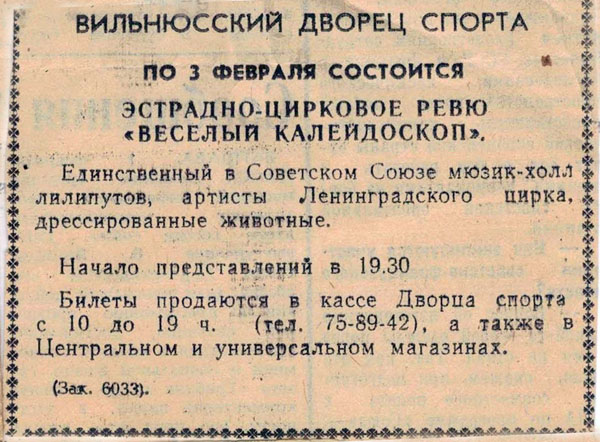 ВИЛЬНЮССКИЙ ДВОРЕЦ СПОРТА
ПО 3 ФЕВРАЛЯ СОСТОИТСЯ
ЭСТРАДНО-ЦИРКОВОЕ РЕВЮ
«ВЕСЕЛЫЙ КАЛЕЙДОСКОП».
Единственный в Советском Союзе мюзик-холл
лилипутов, артисты Ленинградского цирка,
дрессированные животные.
Начало представлений в 19.30
Билеты продаются в кассе Дворца спорта
с 10 до 19 ч. (тел. 75-89-42), а также в
Центральном и универсальном магазинах.
(Зак. 6033).